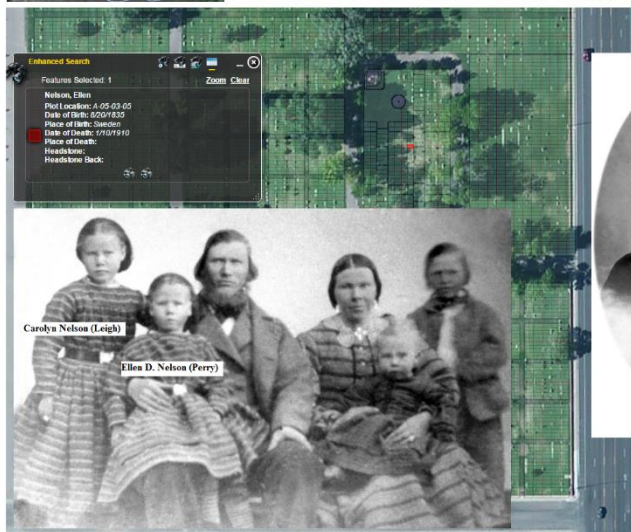 Enhanced Search
Features Selected: 1
Zoom Clear
Nelson, Ellen
Plot Location: A-05-03-05
Date of Birth: 8/20/1835
Place of Birth: Sweden
Date of Death: 1/10/1910
Place of Death:
Headstone:
Headstone Back:
Carolyn Nelson (Leigh)
Ellen D. Nelson (Perry)